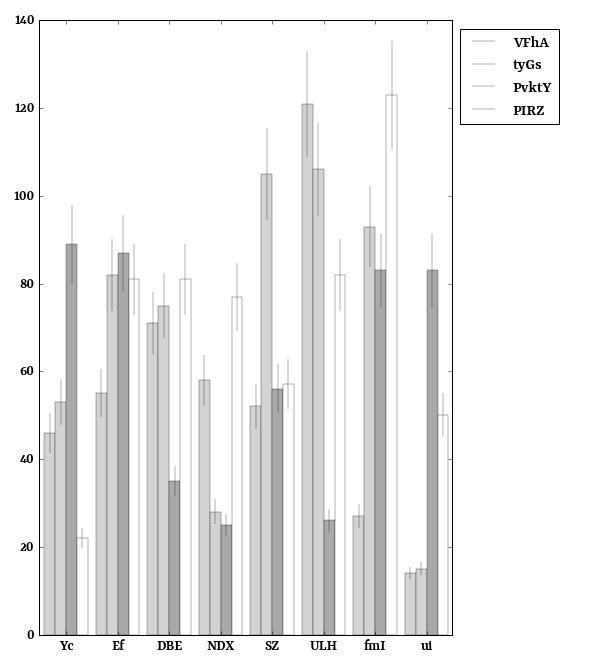 140
120
100
80
60
40
20
0
Yc Ef DBE NDX SZ ULH fmI ui
VFhA
tyGs
PvktY
PIRZ